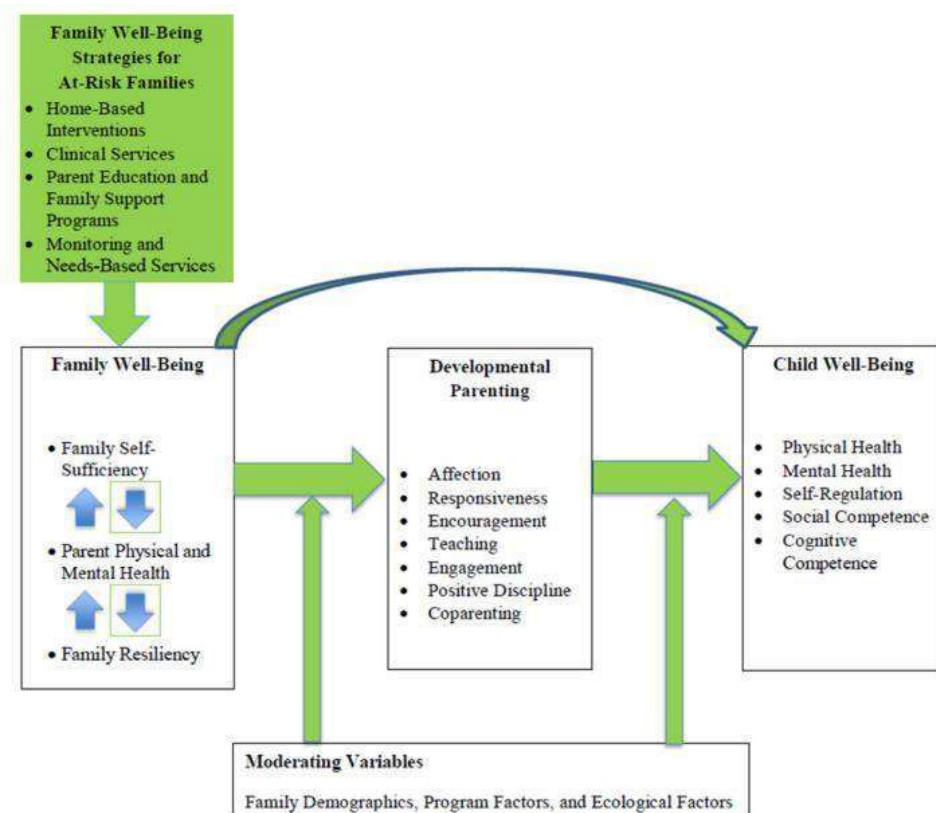 Family Well-Being
Strategies for
At-Risk Families
• Home-Based
Interventions
• Clinical Services
• Parent Education and
Family Support
Programs
• Monitoring and
Needs-Based Services
Family Well-Being
• Family Self-
Sufficiency
• Parent Physical and
Mental Health
• Family Resiliency
Developmental
Parenting
• Affection
• Responsiveness
• Encouragement
• Teaching
• Engagement
• Positive Discipline
• Coparenting
Child Well-Being
• Physical Health
• Mental Health
• Self-Regulation
• Social Competence
• Cognitive
Competence
Moderating Variables
Family Demographics, Program Factors, and Ecological Factors